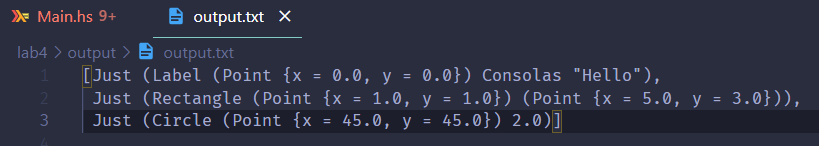 Main.hs 9+ output.txt
lab4 > output > output.txt
1 [Just (Label (Point {x = 0.0, y = 0.0}) Consolas "Hello"),
2 Just (Rectangle (Point {x = 1.0, y = 1.0}) (Point {x = 5.0, y = 3.0})),
3 Just (Circle (Point {x = 45.0, y = 45.0}) 2.0)]
4